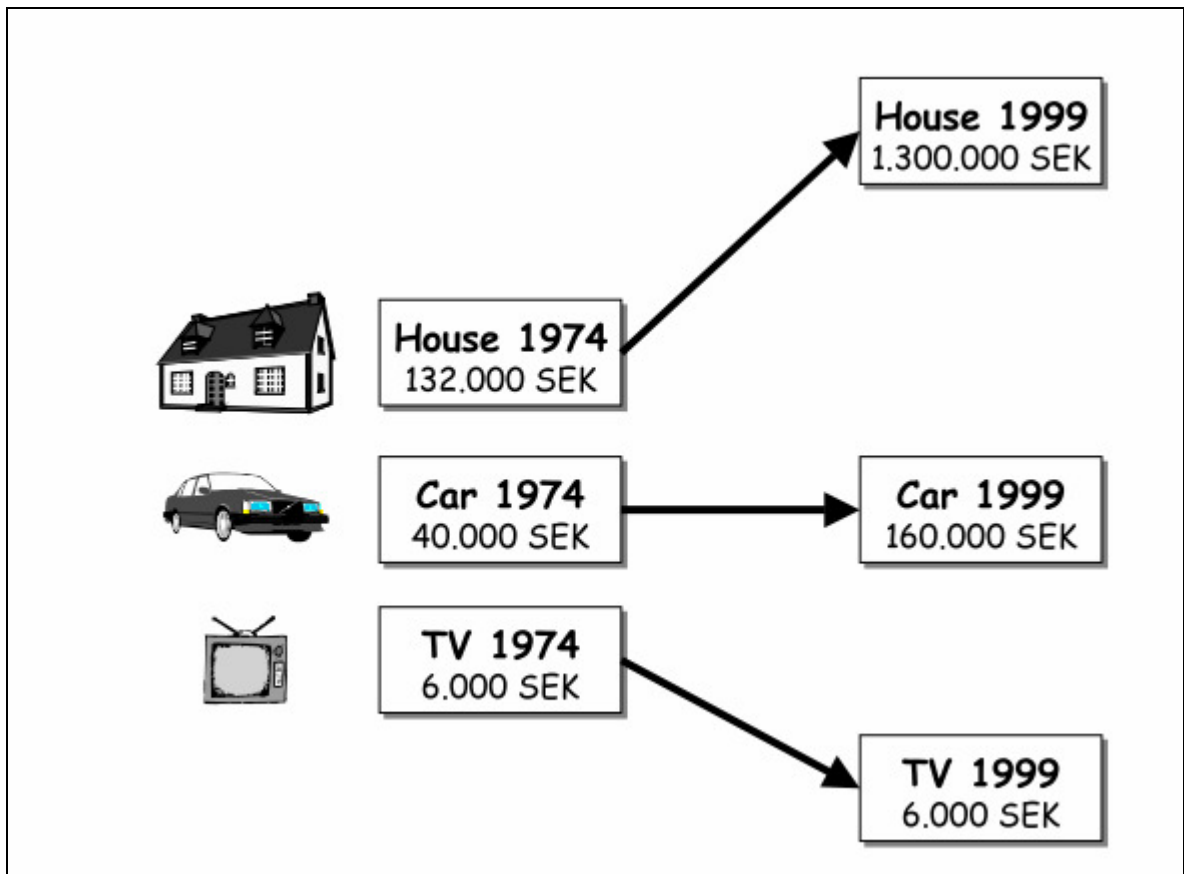 House 1999
1.300.000 SEK
House 1974
132.000 SEK
Car 1974
40.000 SEK
Car 1999
160.000 SEK
TV 1974
6.000 SEK
TV 1999
6.000 SEK